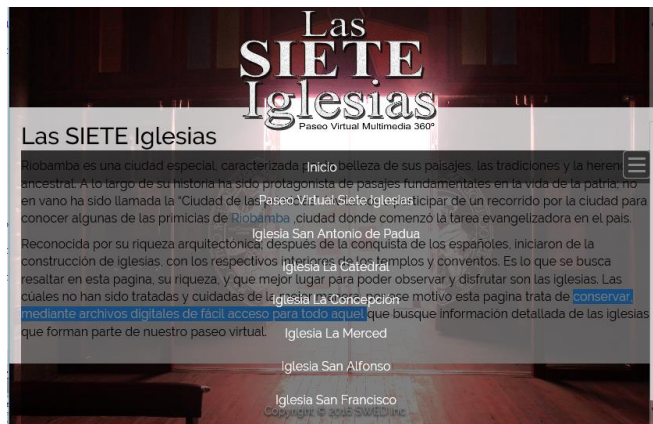 Las
SIETE
Iglesias
Paseo Virtual Multimedia 360º
Las SIETE Iglesias
Inicio
Paseo Virtual Siete Iglesias
Iglesia San Antonio de Padua
Iglesia La Catedral
Iglesia La Concepción
Iglesia La Merced
Iglesia San Alfonso
Iglesia San Francisco
Riobamba es una ciudad especial, caracterizada belleza de sus paisajes, las tradiciones y la
ancestral. A lo largo de su historia ha sido protagonista de pasajes fundamentales en la vida de la patria; no
en vano ha sido llamada la "Ciudad de las participar de un recorrido por la ciudad para
conocer algunas de las primicias de Riobamba ,ciudad donde comenzó la tarea evangelizadora en el país.
Reconocida por su riqueza arquitectónica, después de la conquista de los españoles, iniciaron de la
construcción de iglesias, con los respectivos interiores de los templos y conventos. Es lo que se busca
resaltar en esta pagina, su riqueza, y que mejor lugar para poder observar y disfrutar son las iglesias. Las
cúales no han sido tratadas y cuidadas de la motivo esta pagina trata de conservar
mediante archivos digitales de fácil acceso para todo aquel que busque información detallada de las iglesias
que forman parte de nuestro paseo virtual.
Copyright © 2016 SWED Inc.